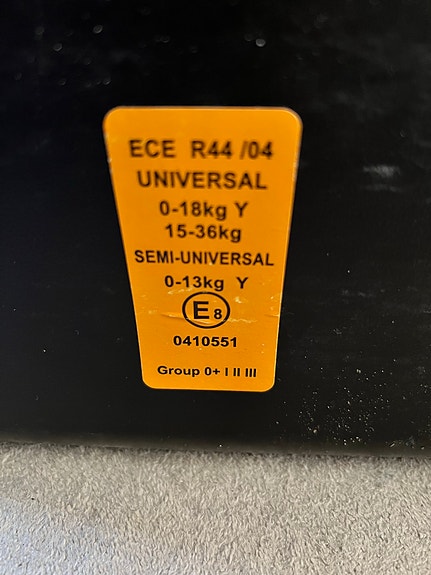 ECE R44 /04
UNIVERSAL
0-18kg Y
15-36kg
SEMI-UNIVERSAL
0-13kg Y
E8
0410551
Group 0+ I II III